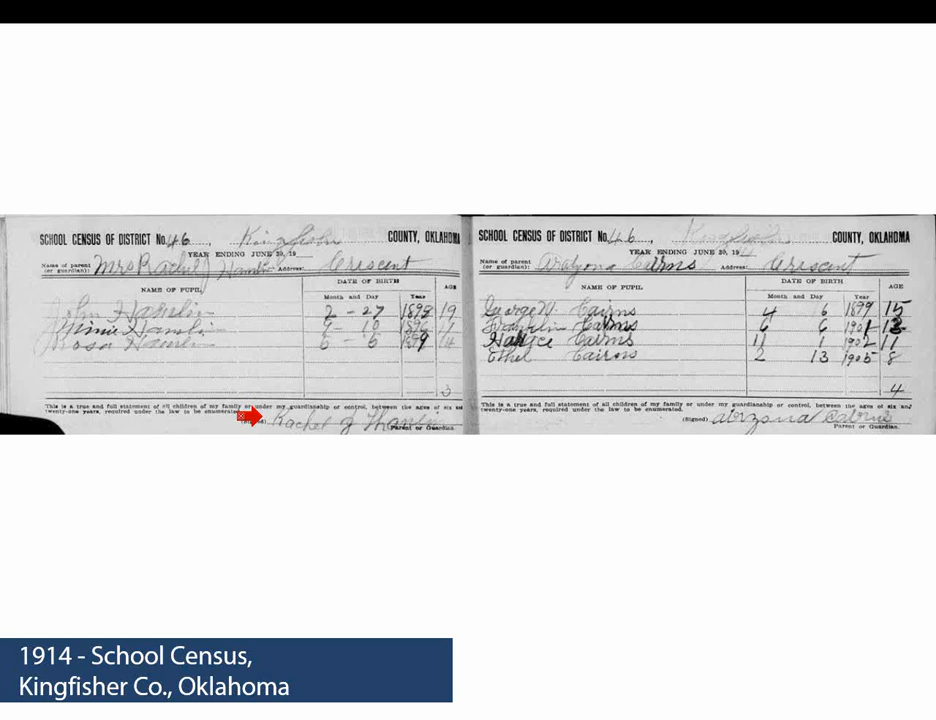 SCHOOL CENSUS OF DISTRICT No. 46, Kingfisher COUNTY, OKLAHOMA
YEAR ENDING JUNE 30, 19
Name of parent (or guardian): Mrs Rachel J Hamlin Address: Crescent
NAME OF PUPIL
DATE OF BIRTH
AGE
Month and Day Year
John Hamlin 2 - 27 1895 19
Minnie Hamlin 10
Rosa Hamlin 1899 14
3
This is a true and full statement of all children of my family or under my guardianship or control, between the ages of six and
twenty-one years, required under the law to be enumerated.
(Signed) Rachel J Hamlin
Parent or Guardian
SCHOOL CENSUS OF DISTRICT No. 46, Kingfisher COUNTY, OKLAHOMA
YEAR ENDING JUNE 30, 19
Name of parent (or guardian): Cairns Address: Crescent
NAME OF PUPIL
DATE OF BIRTH
AGE
Month and Day Year
George W. Cairns 4 6 1899 15
Franklin Cairns 6 6 1901
Cairns 11 1 1902 11
Ethel Cairns 2 13 1905 8
4
This is a true and full statement of all children of my family or under my guardianship or control, between the ages of six and
twenty-one years, required under the law to be enumerated.
(Signed)
Parent or Guardian.
1914 - School Census,
Kingfisher Co., Oklahoma